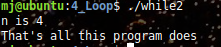 mj@ubuntu:4_Loop> $ ./while2
n is 4.
That's all this program does